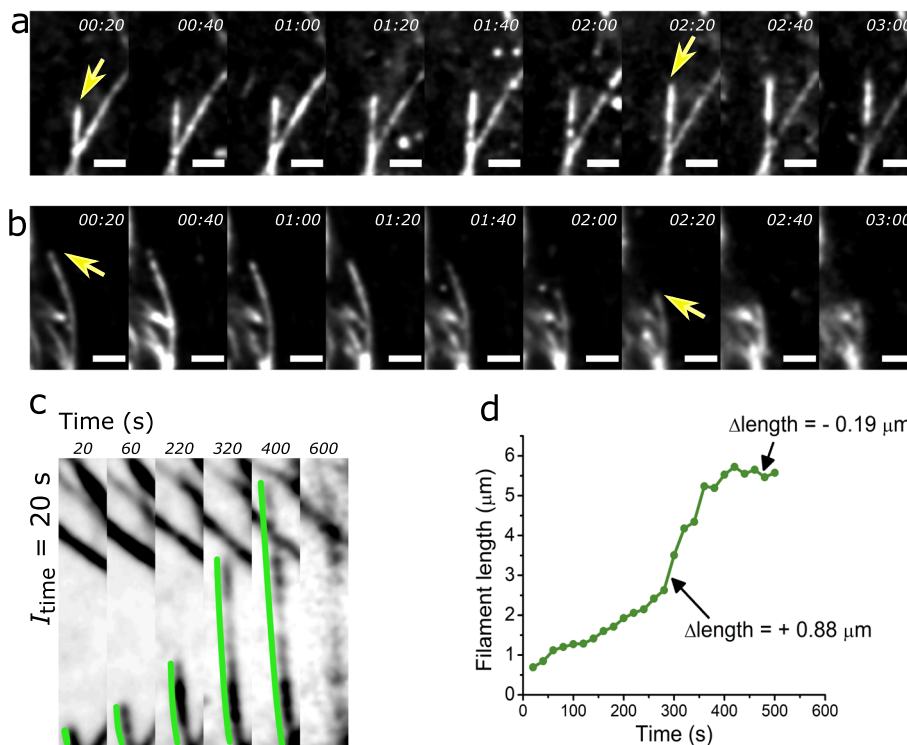 a
00:20 00:40 01:00 01:20 01:40 02:00 02:20 02:40 03:00
b
00:20 00:40 01:00 01:20 01:40 02:00 02:20 02:40 03:00
c
Time (s)
20 60 220 320 400 600
I_time = 20 s
d
Δlength = - 0.19 μm
Δlength = + 0.88 μm
Filament length (μm)
6
5
4
3
2
1
0
0 100 200 300 400 500 600
Time (s)